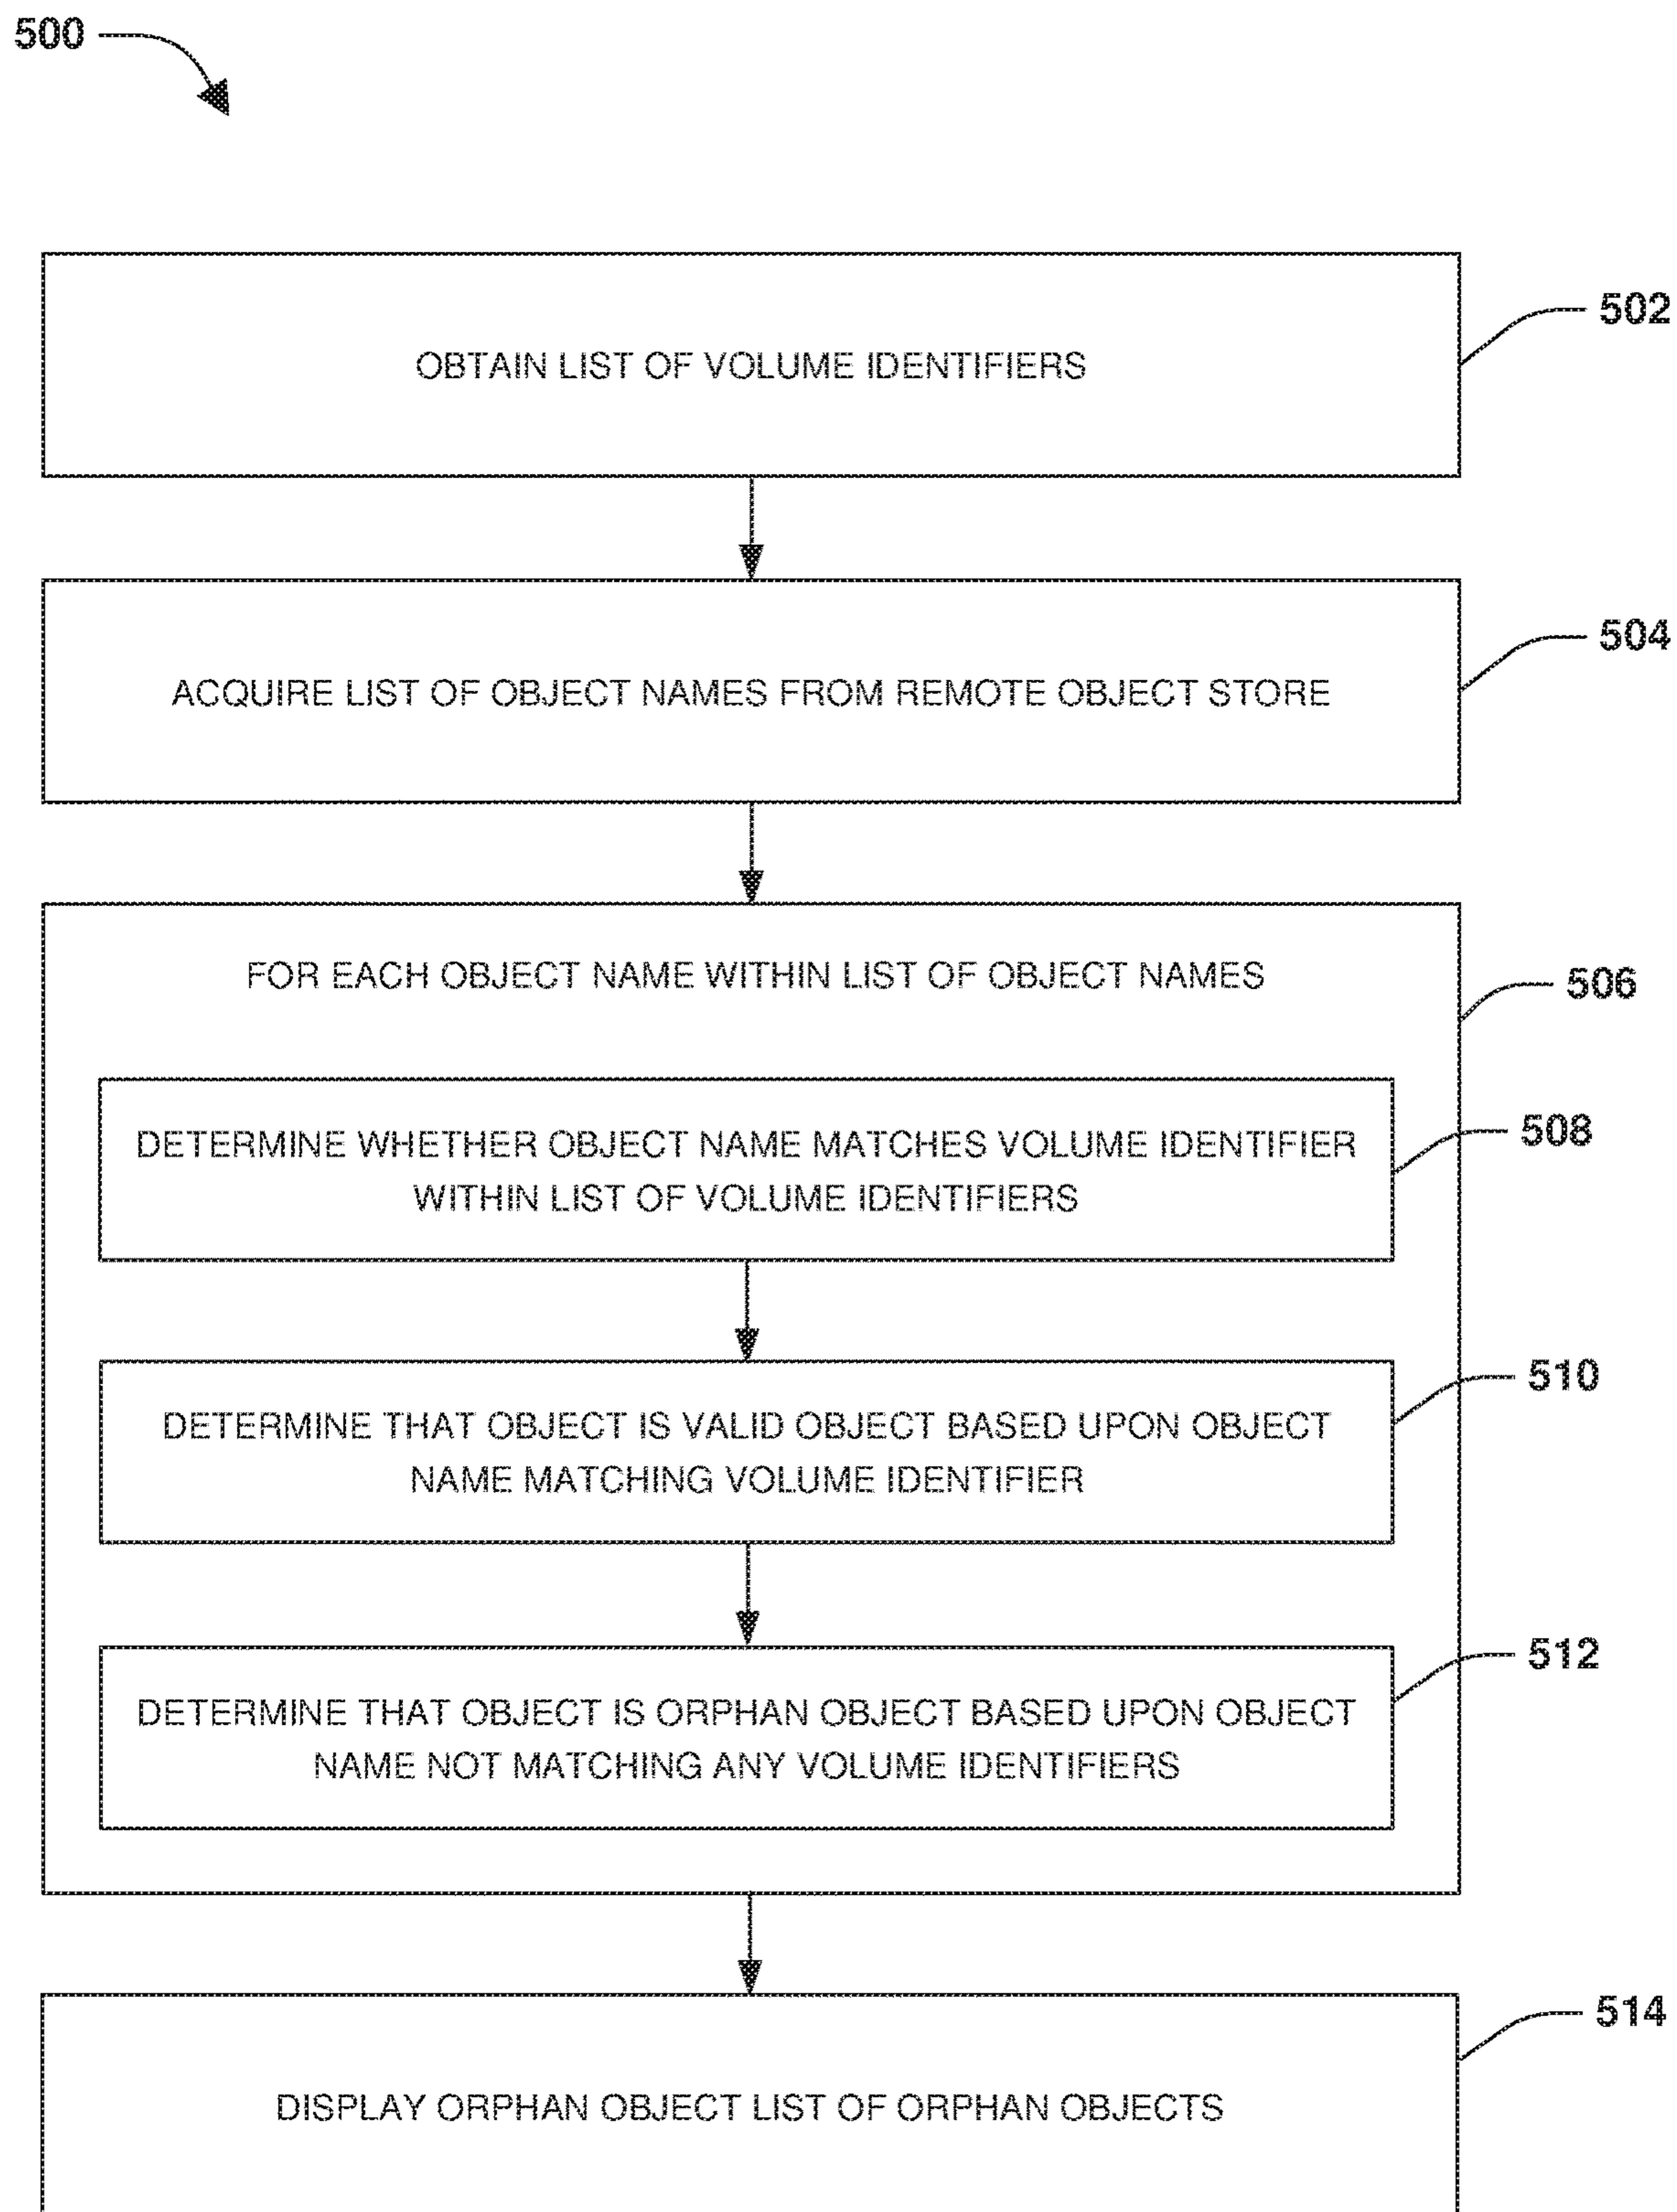 500
OBTAIN LIST OF VOLUME IDENTIFIERS
502
ACQUIRE LIST OF OBJECT NAMES FROM REMOTE OBJECT STORE
504
FOR EACH OBJECT NAME WITHIN LIST OF OBJECT NAMES
506
DETERMINE WHETHER OBJECT NAME MATCHES VOLUME IDENTIFIER
WITHIN LIST OF VOLUME IDENTIFIERS
508
DETERMINE THAT OBJECT IS VALID OBJECT BASED UPON OBJECT
NAME MATCHING VOLUME IDENTIFIER
510
DETERMINE THAT OBJECT IS ORPHAN OBJECT BASED UPON OBJECT
NAME NOT MATCHING ANY VOLUME IDENTIFIERS
512
DISPLAY ORPHAN OBJECT LIST OF ORPHAN OBJECTS
514